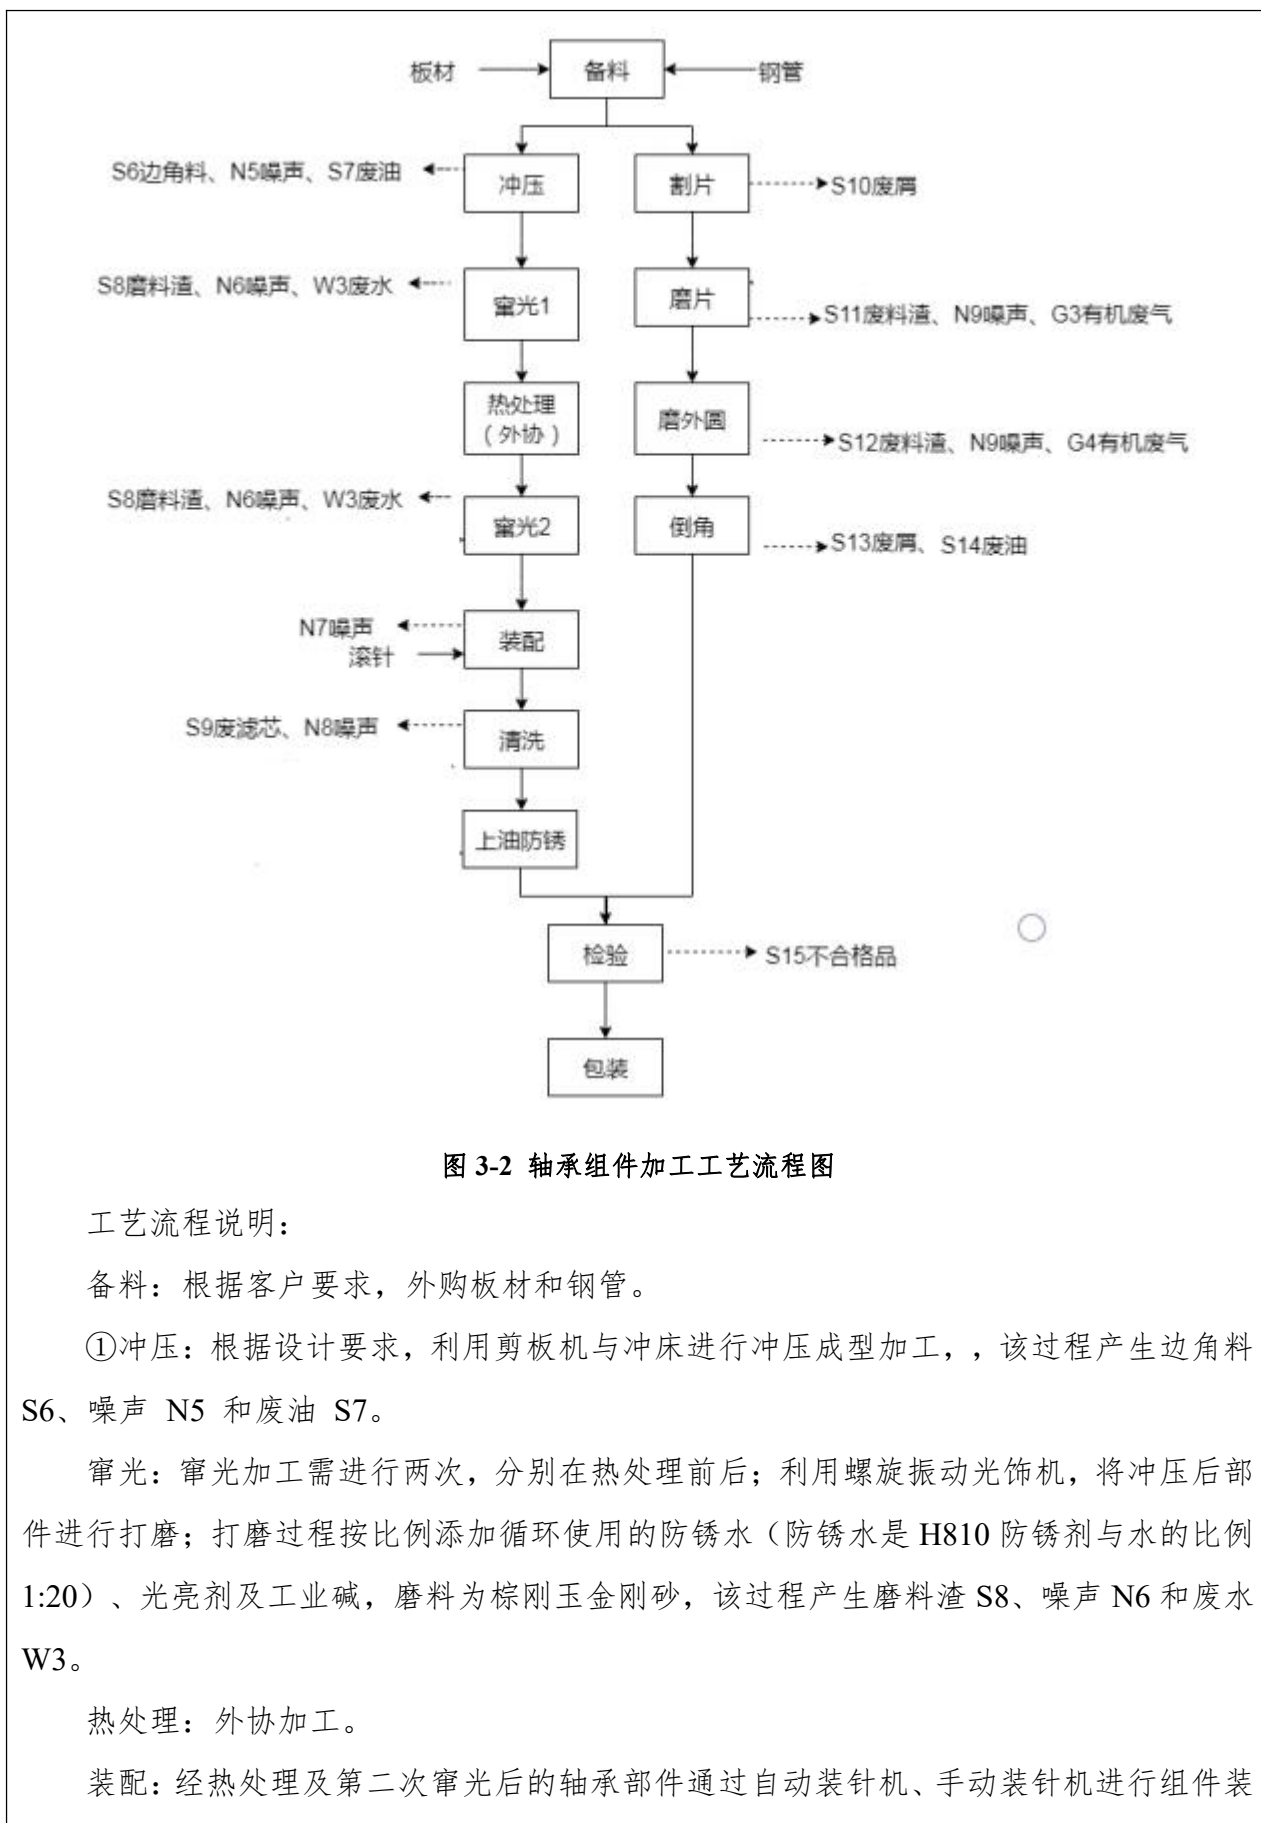 板材
备料
钢管
S6边角料、N5噪声、S7废油
冲压
割片
S10废屑
S8磨料渣、N6噪声、W3废水
窜光1
磨片
S11废料渣、N9噪声、G3有机废气
热处理
（外协）
磨外圆
S12废料渣、N9噪声、G4有机废气
S8磨料渣、N6噪声、W3废水
窜光2
倒角
S13废屑、S14废油
N7噪声
滚针
装配
S9废滤芯、N8噪声
清洗
上油防锈
检验
S15不合格品
包装
图 3-2 轴承组件加工工艺流程图
工艺流程说明：
备料：根据客户要求，外购板材和钢管。
①冲压：根据设计要求，利用剪板机与冲床进行冲压成型加工，，该过程产生边角料
S6、噪声 N5 和废油 S7。
窜光：窜光加工需进行两次，分别在热处理前后；利用螺旋振动光饰机，将冲压后部
件进行打磨；打磨过程按比例添加循环使用的防锈水（防锈水是 H810 防锈剂与水的比例
1:20）、光亮剂及工业碱，磨料为棕刚玉金刚砂，该过程产生磨料渣 S8、噪声 N6 和废水
W3。
热处理：外协加工。
装配：经热处理及第二次窜光后的轴承部件通过自动装针机、手动装针机进行组件装